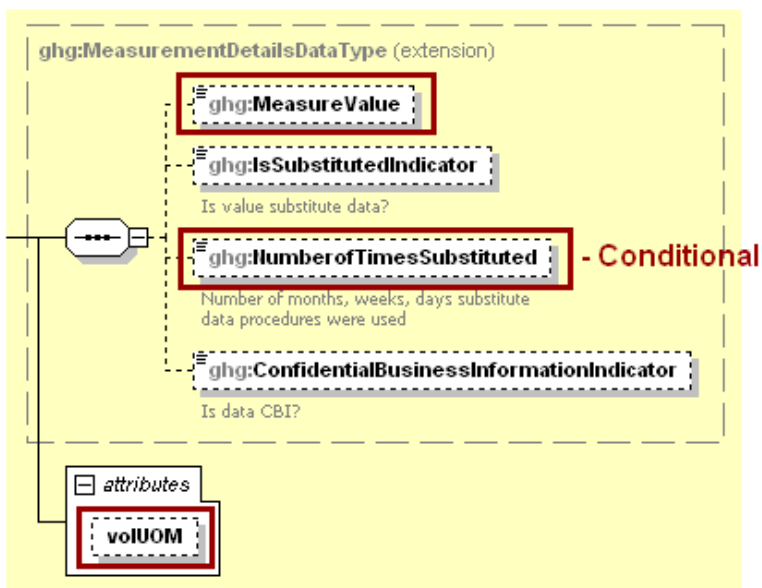 ghg:MeasurementDetailsDataType (extension)
ghg:MeasureValue
ghg:IsSubstitutedIndicator
Is value substitute data?
ghg:NumberofTimesSubstituted
- Conditional
Number of months, weeks, days substitute
data procedures were used
ghg:ConfidentialBusinessInformationIndicator
Is data CBI?
attributes
volUOM